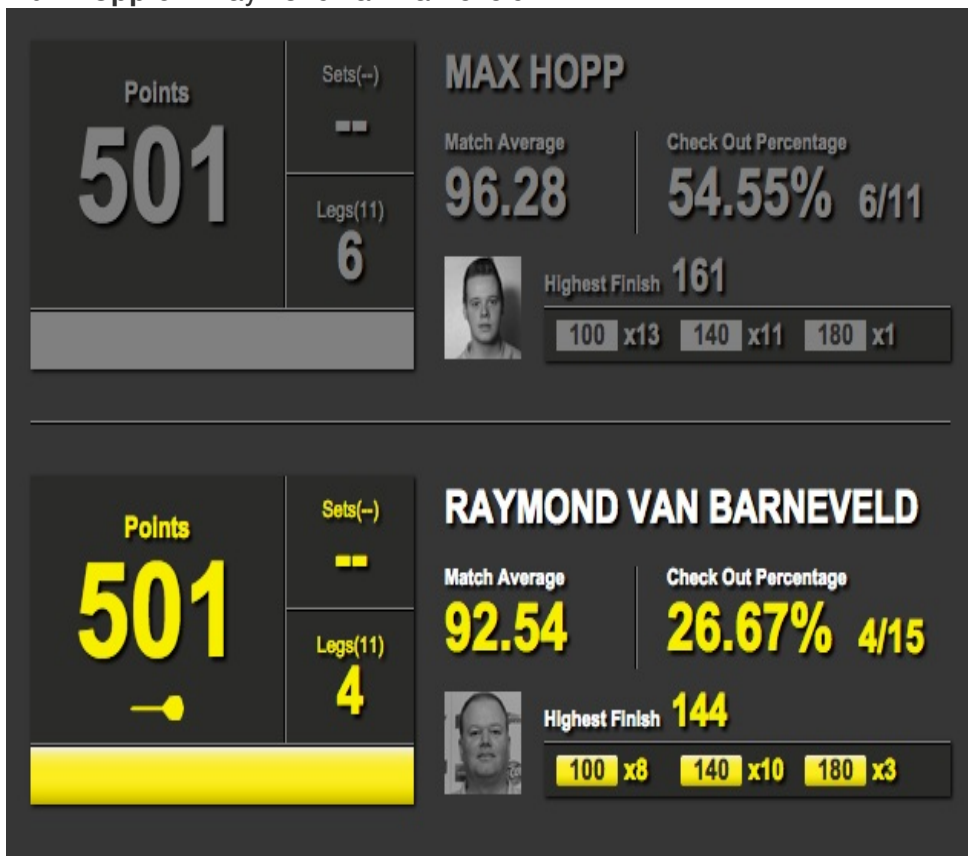 Points
501
Sets(--)
--
Legs(11)
6
MAX HOPP
Match Average
96.28
Check Out Percentage
54.55% 6/11
Highest Finish 161
100 x13 140 x11 180 x1
Points
501
Sets(--)
--
Legs(11)
4
RAYMOND VAN BARNEVELD
Match Average
92.54
Check Out Percentage
26.67% 4/15
Highest Finish 144
100 x8 140 x10 180 x3